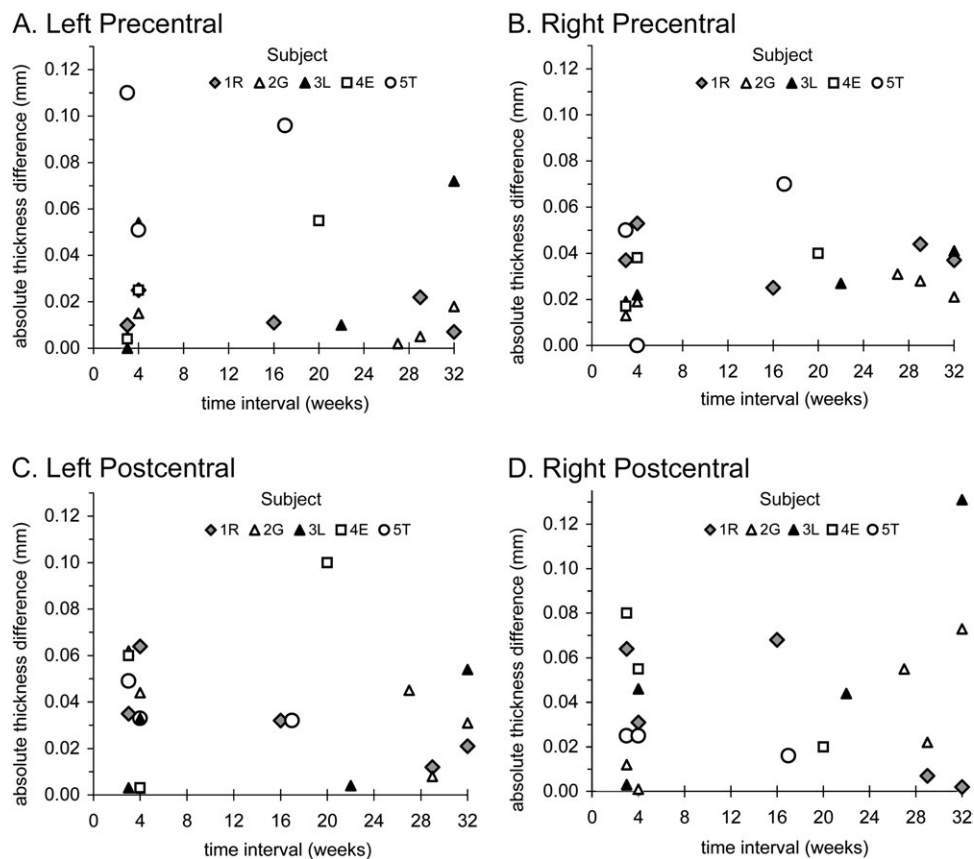 A. Left Precentral
Subject
1R 2G 3L 4E 5T
absolute thickness difference (mm)
0.12
0.10
0.08
0.06
0.04
0.02
0.00
0 4 8 12 16 20 24 28 32
time interval (weeks)
B. Right Precentral
Subject
1R 2G 3L 4E 5T
absolute thickness difference (mm)
0.12
0.10
0.08
0.06
0.04
0.02
0.00
0 4 8 12 16 20 24 28 32
time interval (weeks)
C. Left Postcentral
Subject
1R 2G 3L 4E 5T
absolute thickness difference (mm)
0.12
0.10
0.08
0.06
0.04
0.02
0.00
0 4 8 12 16 20 24 28 32
time interval (weeks)
D. Right Postcentral
Subject
1R 2G 3L 4E 5T
absolute thickness difference (mm)
0.12
0.10
0.08
0.06
0.04
0.02
0.00
0 4 8 12 16 20 24 28 32
time interval (weeks)